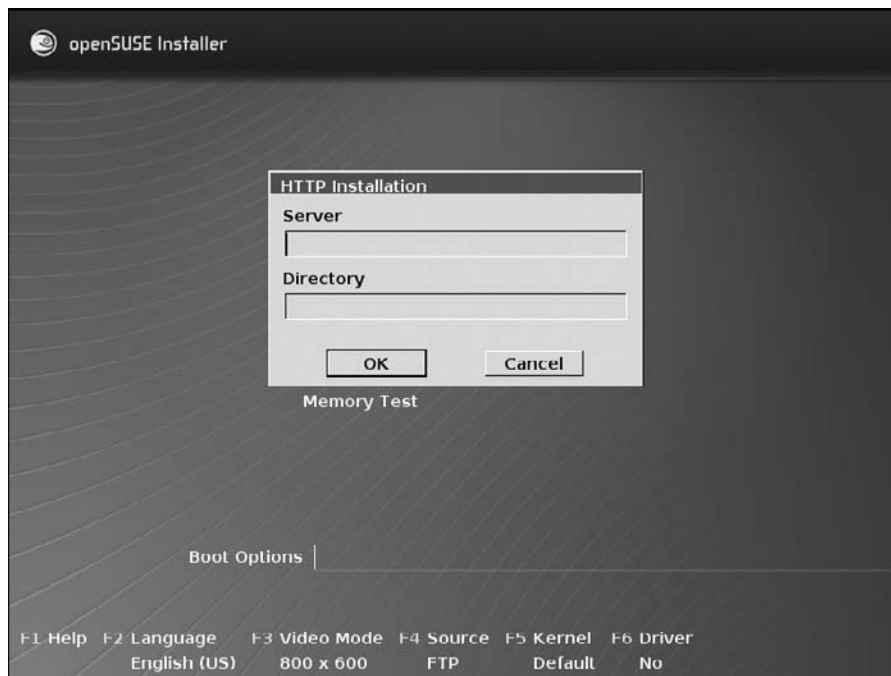 openSUSE Installer
HTTP Installation
Server
Directory
OK Cancel
Memory Test
Boot Options
F1 Help F2 Language F3 Video Mode F4 Source F5 Kernel F6 Driver
English (US) 800 x 600 FTP Default No